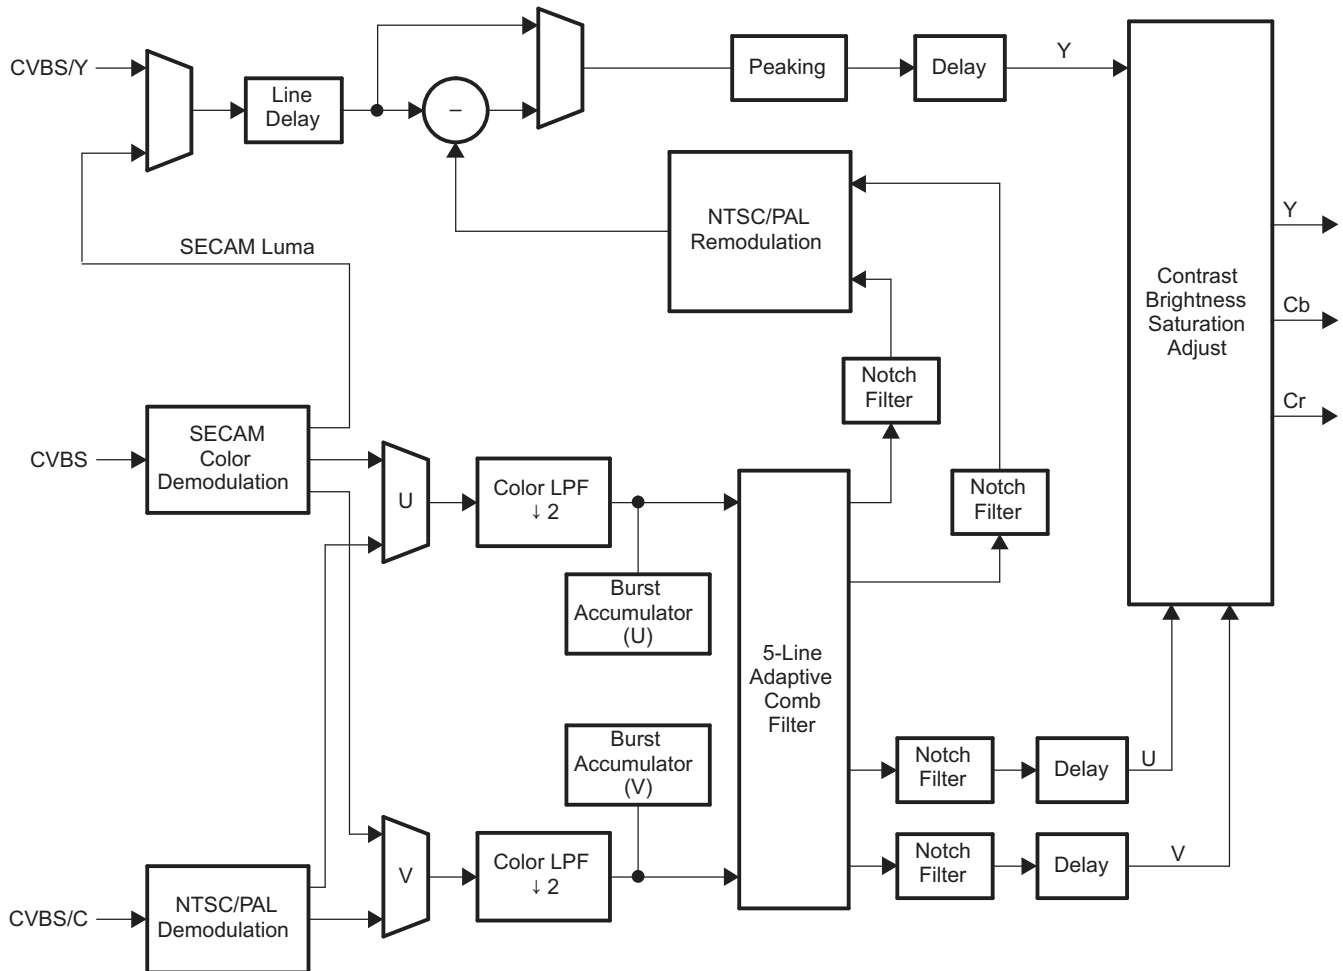 CVBS/Y
Line
Delay
–
Peaking
Delay
Y
NTSC/PAL
Remodulation
SECAM Luma
Contrast
Brightness
Saturation
Adjust
Y
Cb
Cr
Notch
Filter
CVBS
SECAM
Color
Demodulation
U
Color LPF
↓ 2
Notch
Filter
Burst
Accumulator
(U)
5-Line
Adaptive
Comb
Filter
Burst
Accumulator
(V)
Notch
Filter
Delay
U
Notch
Filter
Delay
V
CVBS/C
NTSC/PAL
Demodulation
V
Color LPF
↓ 2